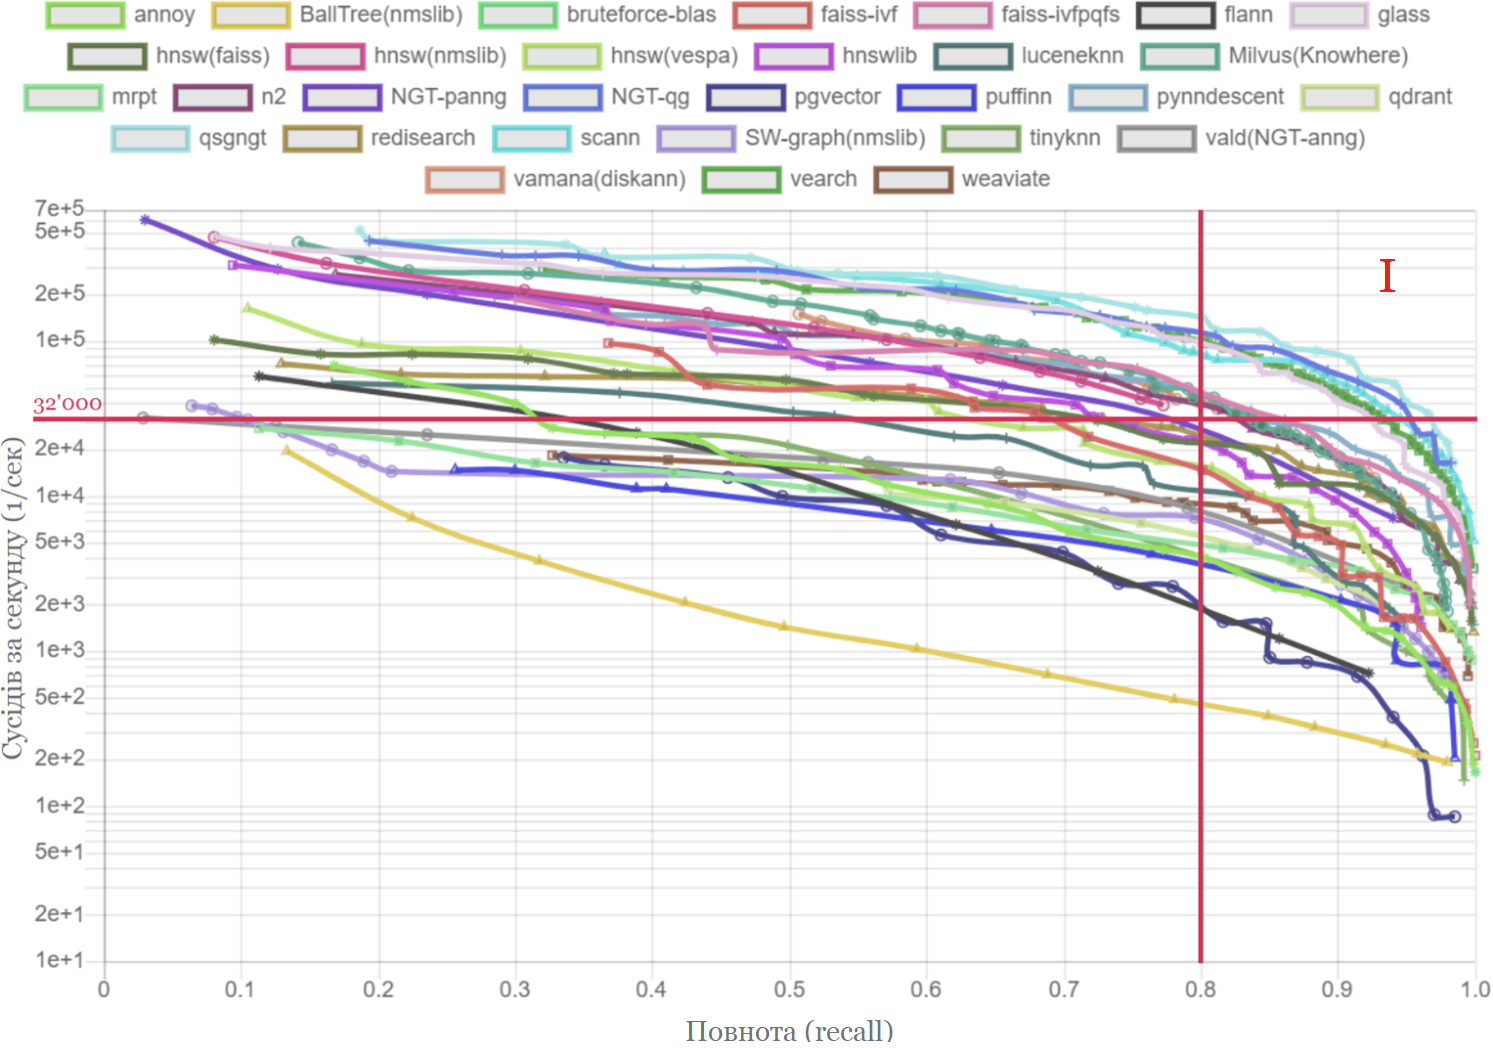 annoy BallTree(nmslib) bruteforce-blas faiss-ivf faiss-ivfpqfs flann glass
hnsw(faiss) hnsw(nmslib) hnsw(vespa) hnswlib luceneknn Milvus(Knowhere)
mrpt n2 NGT-panng NGT-qg pgvector puffinn pynndescent qdrant
qsgngt redisearch scann SW-graph(nmslib) tinyknn vald(NGT-anng)
vamana(diskann) vearch weaviate
7e+5
5e+5
2e+5
1e+5
32'000
2e+4
1e+4
5e+3
2e+3
1e+3
5e+2
2e+2
1e+2
5e+1
2e+1
1e+1
I
Сусідів за секунду (1/сек)
0 0.1 0.2 0.3 0.4 0.5 0.6 0.7 0.8 0.9 1.0
Повнота (recall)